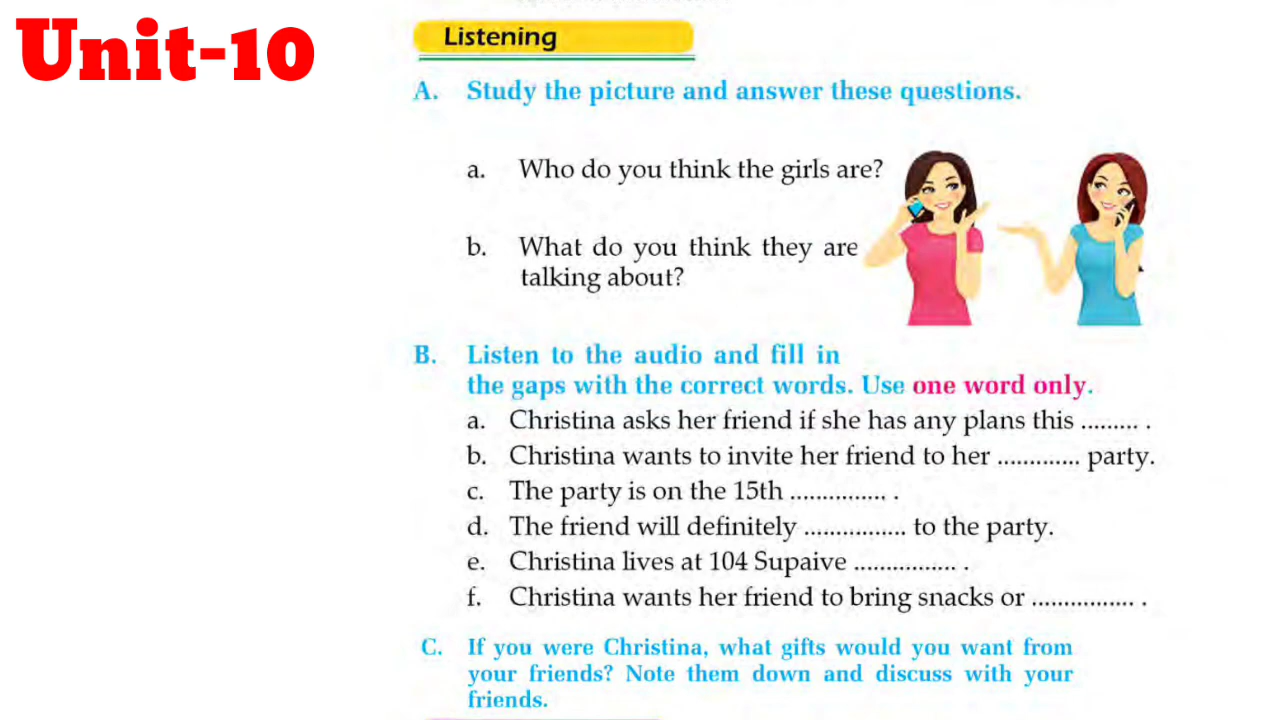 Unit-10
Listening
A. Study the picture and answer these questions.
a. Who do you think the girls are?
b. What do you think they are
talking about?
B. Listen to the audio and fill in
the gaps with the correct words. Use one word only.
a. Christina asks her friend if she has any plans this ......... .
b. Christina wants to invite her friend to her ............. party.
c. The party is on the 15th ............... .
d. The friend will definitely ................ to the party.
e. Christina lives at 104 Supaive ................ .
f. Christina wants her friend to bring snacks or ................ .
C. If you were Christina, what gifts would you want from
your friends? Note them down and discuss with your
friends.